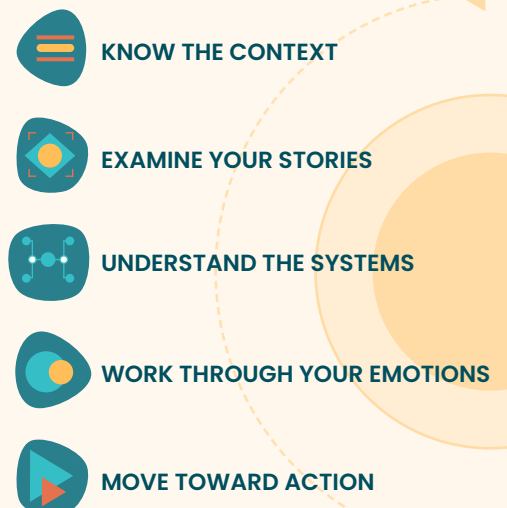 KNOW THE CONTEXT
EXAMINE YOUR STORIES
UNDERSTAND THE SYSTEMS
WORK THROUGH YOUR EMOTIONS
MOVE TOWARD ACTION